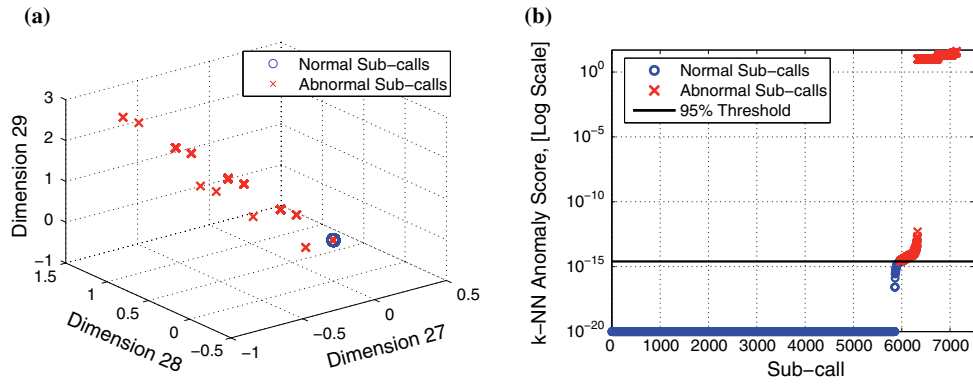 (a)
Normal Sub−calls
Abnormal Sub−calls
3
2
1
0
−1
Dimension 29
1.5
1
0.5
0
−0.5
Dimension 28
−1
−0.5
0
0.5
Dimension 27
(b)
Normal Sub−calls
Abnormal Sub−calls
95% Threshold
10^0
10^−5
10^−10
10^−15
10^−20
k−NN Anomaly Score, [Log Scale]
0 1000 2000 3000 4000 5000 6000 7000
Sub−call